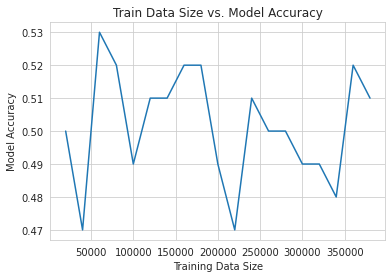 Train Data Size vs. Model Accuracy
0.53
0.52
0.51
0.50
0.49
0.48
0.47
Model Accuracy
50000 100000 150000 200000 250000 300000 350000
Training Data Size